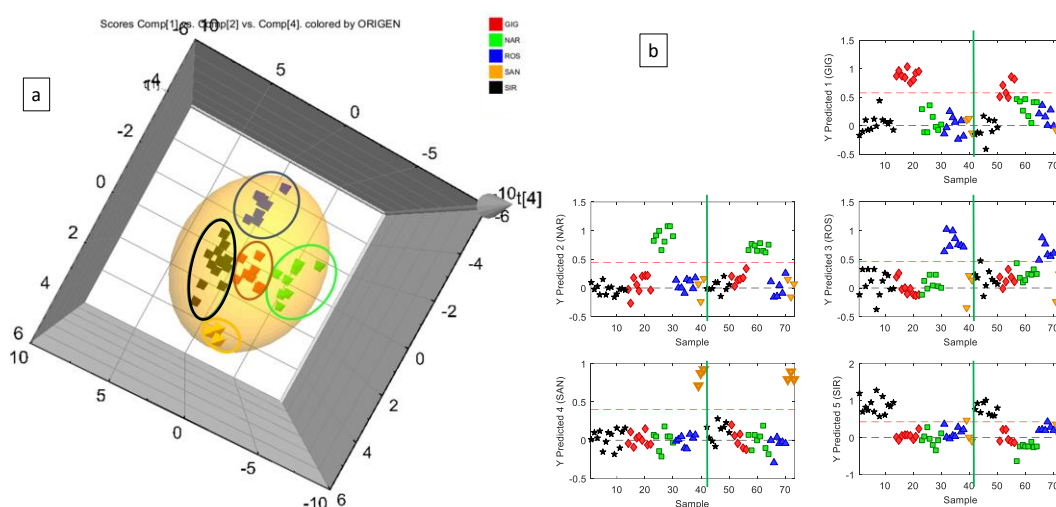 Scores Comp[1] vs. Comp[2] vs. Comp[4]. colored by ORIGEN
GIG
NAR
ROS
SAN
SIR
a
-6 10
-4
-2
0
2
4
6
10
5
0
-5
-10
-6
t[4]
-4
-2
0
2
4
5
0
-5
-10 6
b
Y Predicted 1 (GIG)
1.5
1
0.5
0
-0.5
10 20 30 40 50 60 70
Sample
Y Predicted 2 (NAR)
1.5
1
0.5
0
-0.5
10 20 30 40 50 60 70
Sample
Y Predicted 3 (ROS)
1.5
1
0.5
0
-0.5
10 20 30 40 50 60 70
Sample
Y Predicted 4 (SAN)
1
0.5
0
-0.5
10 20 30 40 50 60 70
Sample
Y Predicted 5 (SIR)
2
1
0
-1
10 20 30 40 50 60 70
Sample